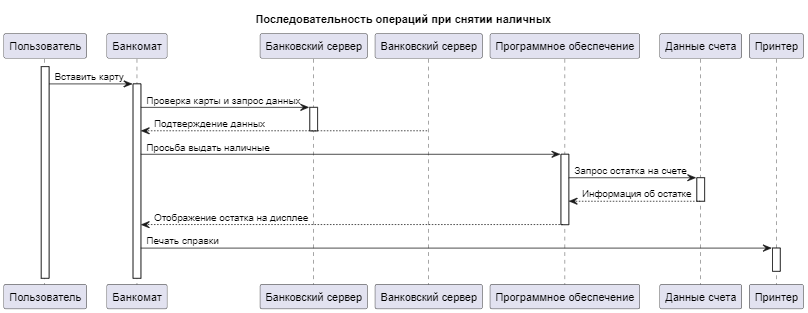 Последовательность операций при снятии наличных
Пользователь Банкомат Банковский сервер Ванковский сервер Программное обеспечение Данные счета Принтер
Вставить карту
Проверка карты и запрос данных
Подтверждение данных
Просьба выдать наличные
Запрос остатка на счете
Информация об остатке
Отображение остатка на дисплее
Печать справки
Пользователь Банкомат Банковский сервер Ванковский сервер Программное обеспечение Данные счета Принтер